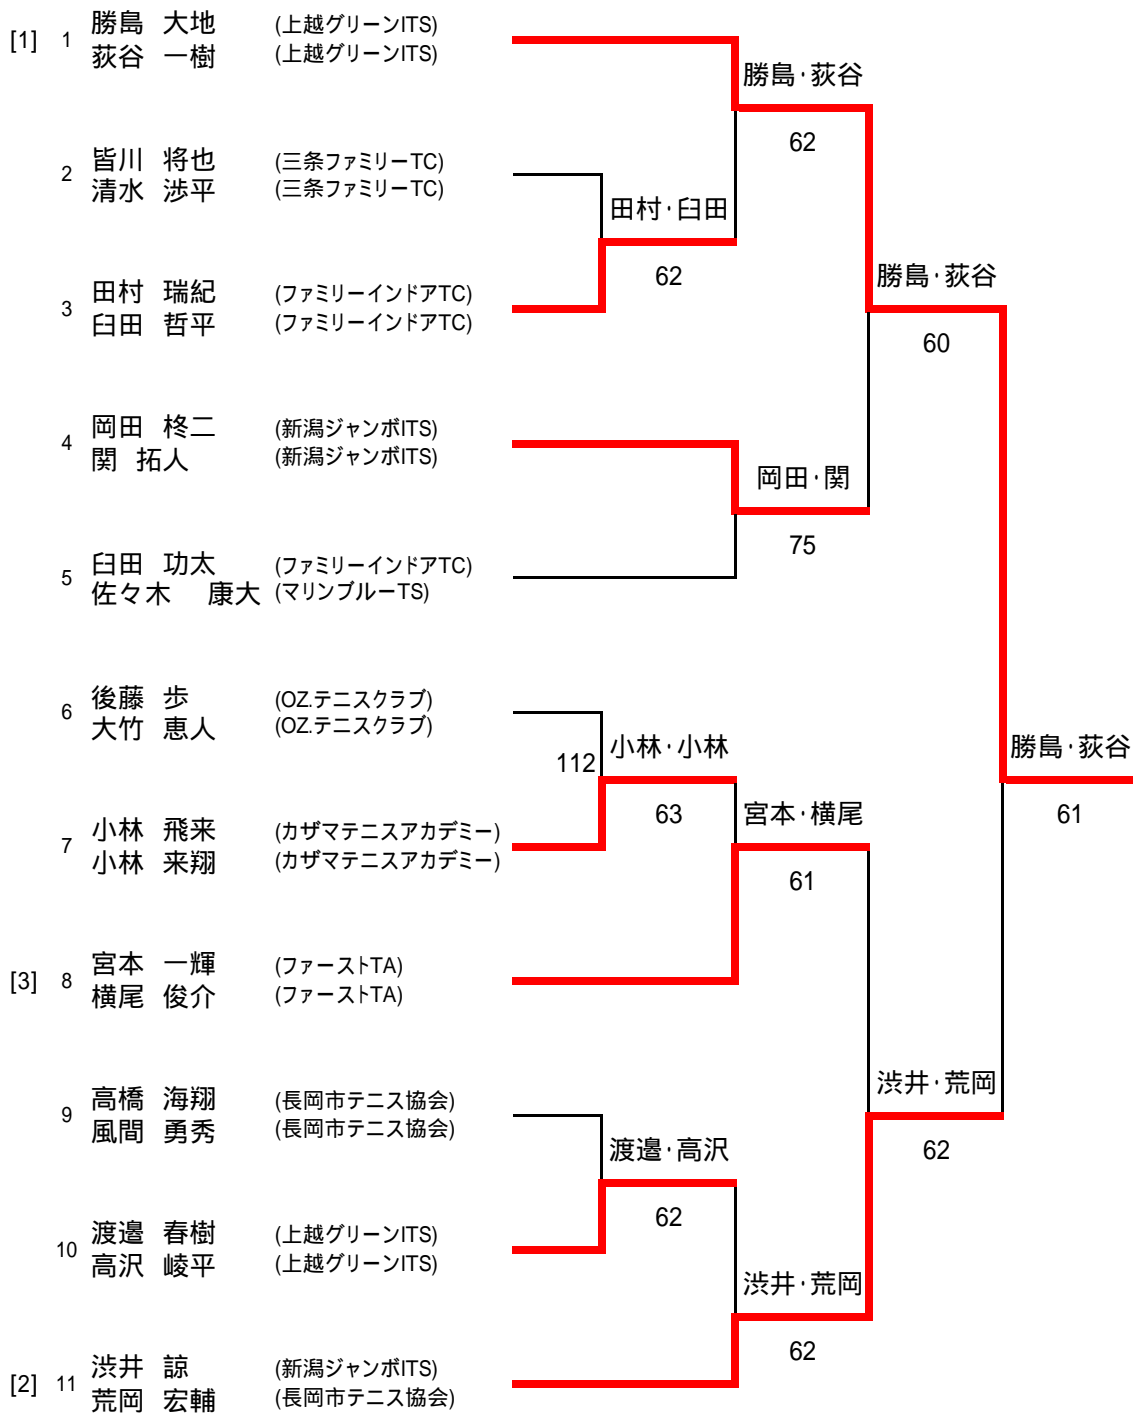 [1] 1 勝島 大地 (上越グリーンITS)
荻谷 一樹 (上越グリーンITS)
勝島・荻谷
62
2 皆川 将也 (三条ファミリーTC)
清水 渉平 (三条ファミリーTC)
田村・臼田
62
3 田村 瑞紀 (ファミリーインドアTC)
臼田 哲平 (ファミリーインドアTC)
勝島・荻谷
60
4 岡田 柊二 (新潟ジャンボITS)
関 拓人 (新潟ジャンボITS)
岡田・関
75
5 臼田 功太 (ファミリーインドアTC)
佐々木 康大 (マリンブルーTS)
6 後藤 歩 (OZ.テニスクラブ)
大竹 恵人 (OZ.テニスクラブ)
112 小林・小林
63
勝島・荻谷
61
7 小林 飛来 (カザマテニスアカデミー)
小林 来翔 (カザマテニスアカデミー)
宮本・横尾
61
[3] 8 宮本 一輝 (ファーストTA)
横尾 俊介 (ファーストTA)
9 高橋 海翔 (長岡市テニス協会)
風間 勇秀 (長岡市テニス協会)
渋井・荒岡
62
渡邉・高沢
62
10 渡邉 春樹 (上越グリーンITS)
高沢 崚平 (上越グリーンITS)
渋井・荒岡
62
[2] 11 渋井 諒 (新潟ジャンボITS)
荒岡 宏輔 (長岡市テニス協会)